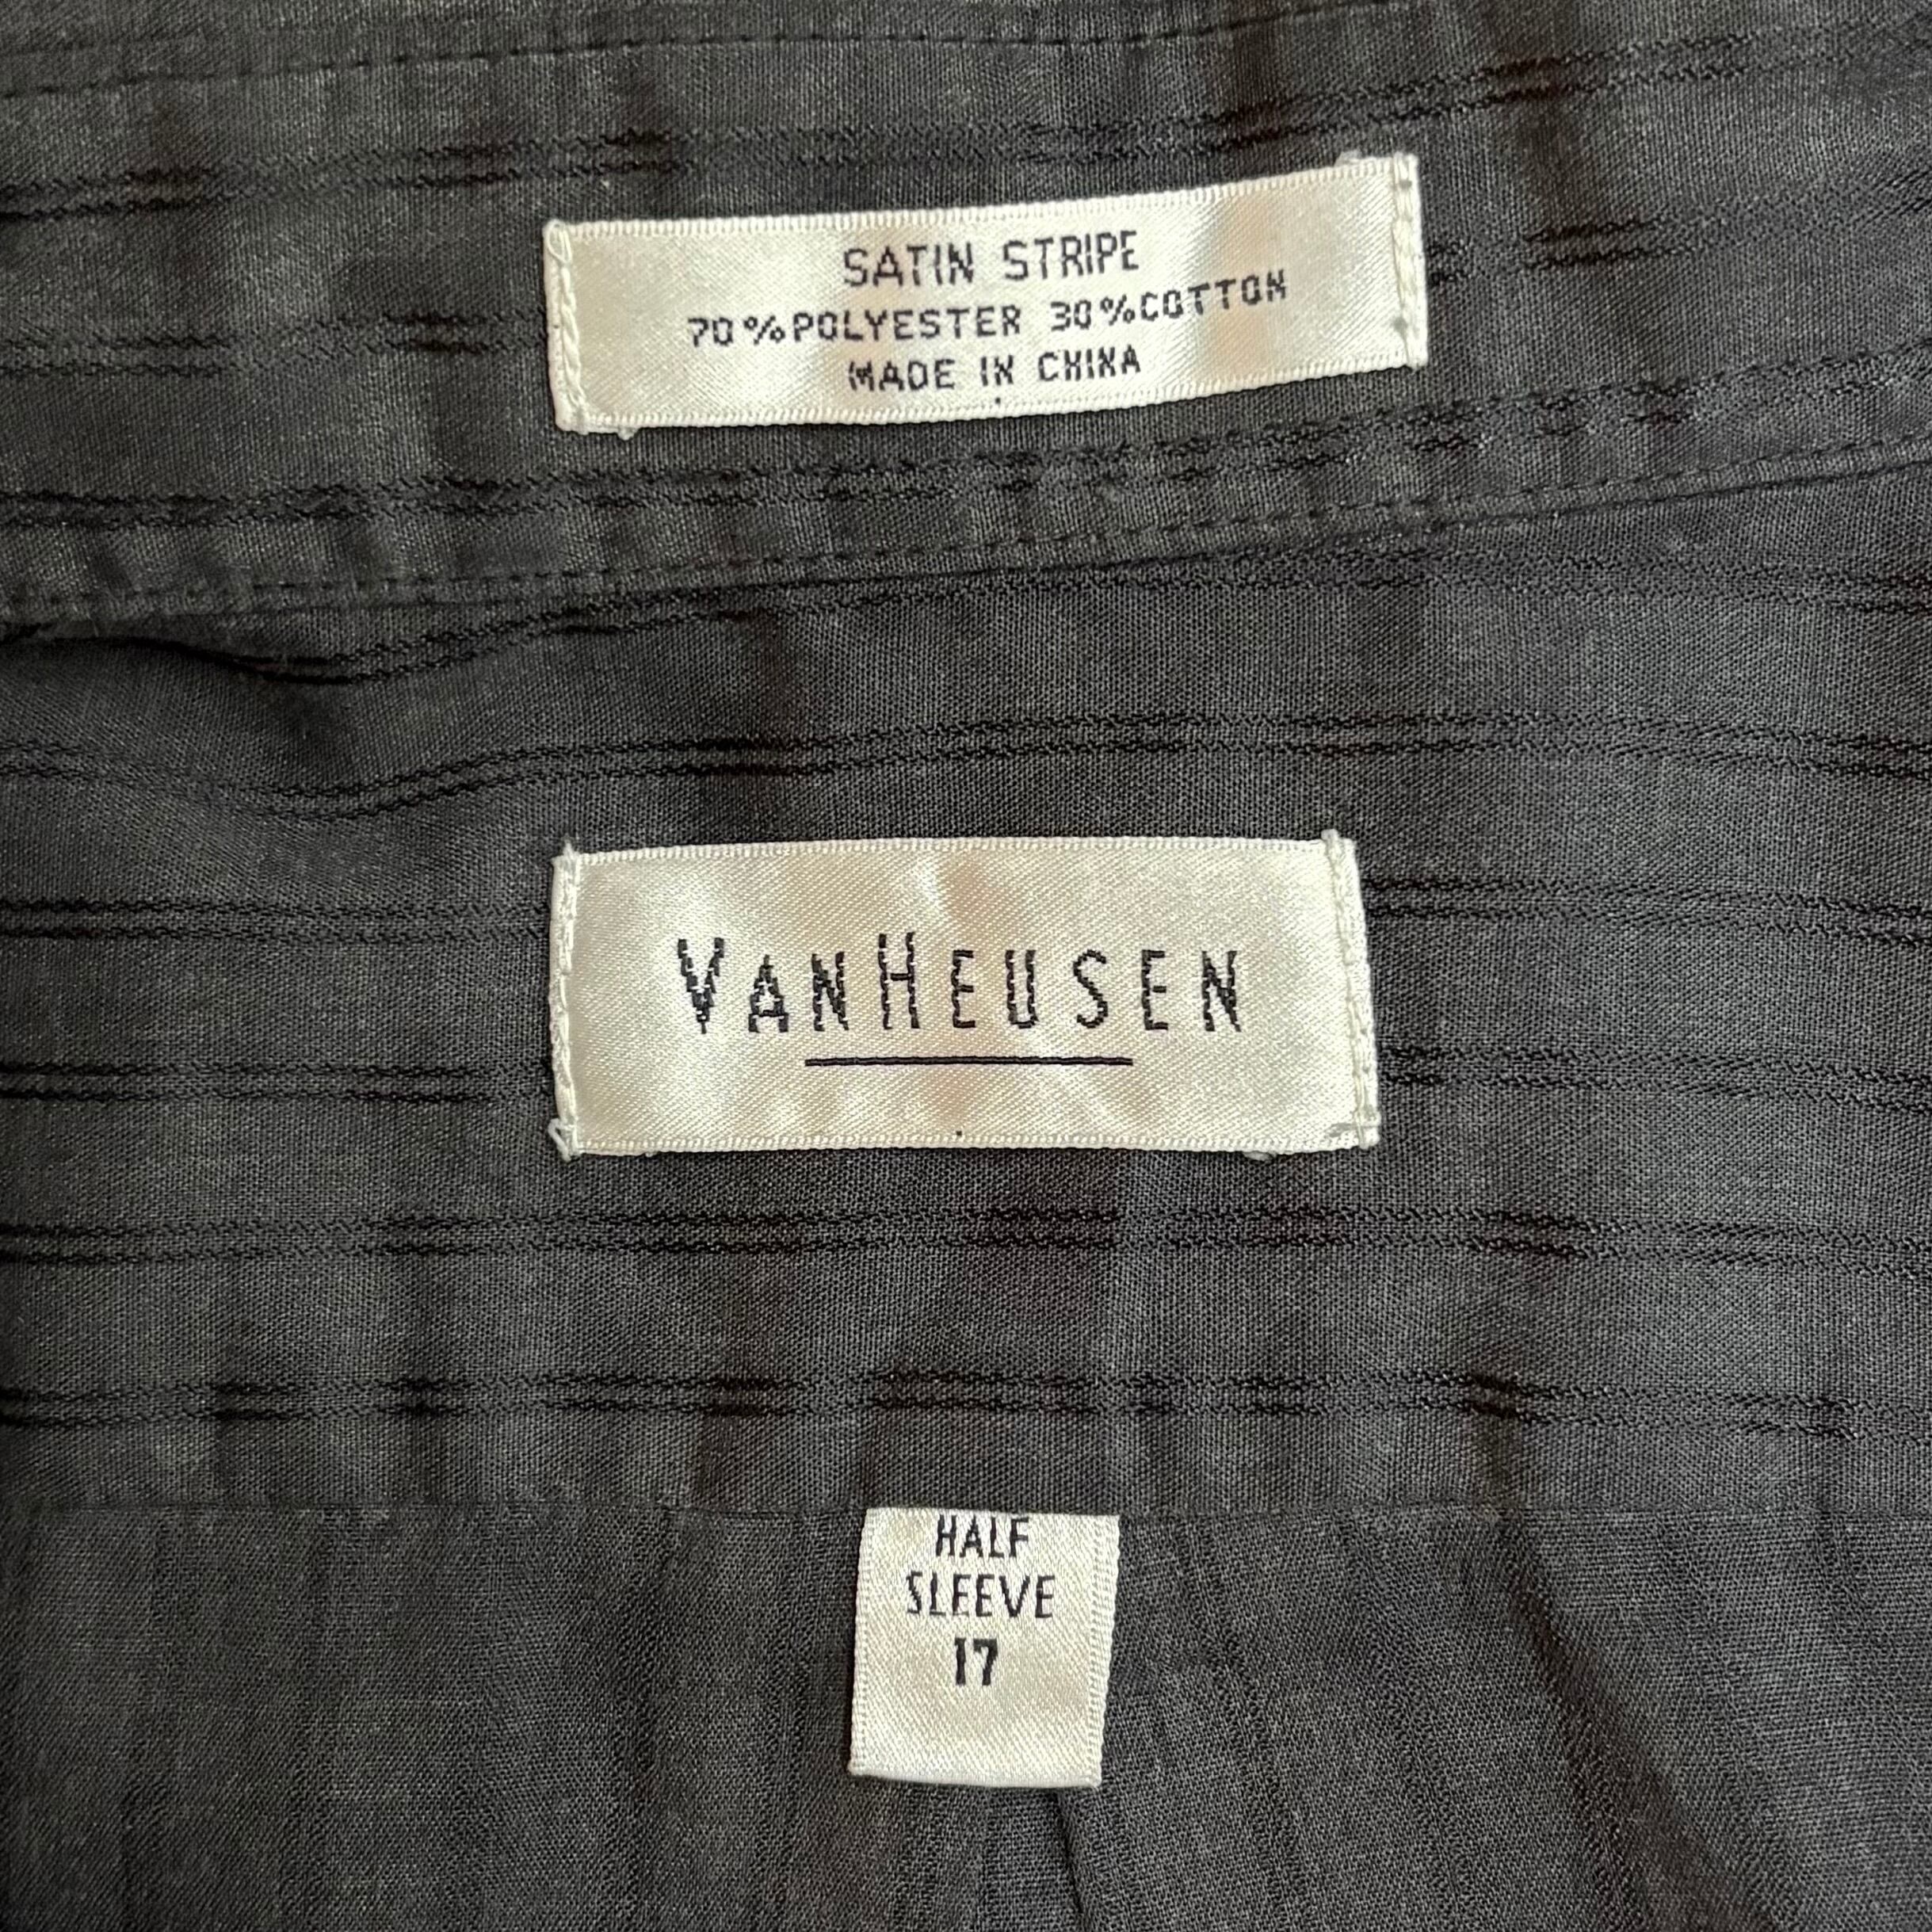 SATIN STRIPE
70%POLYESTER 30%COTTON
MADE IN CHINA
VANHEUSEN
HALF
SLEEVE
17